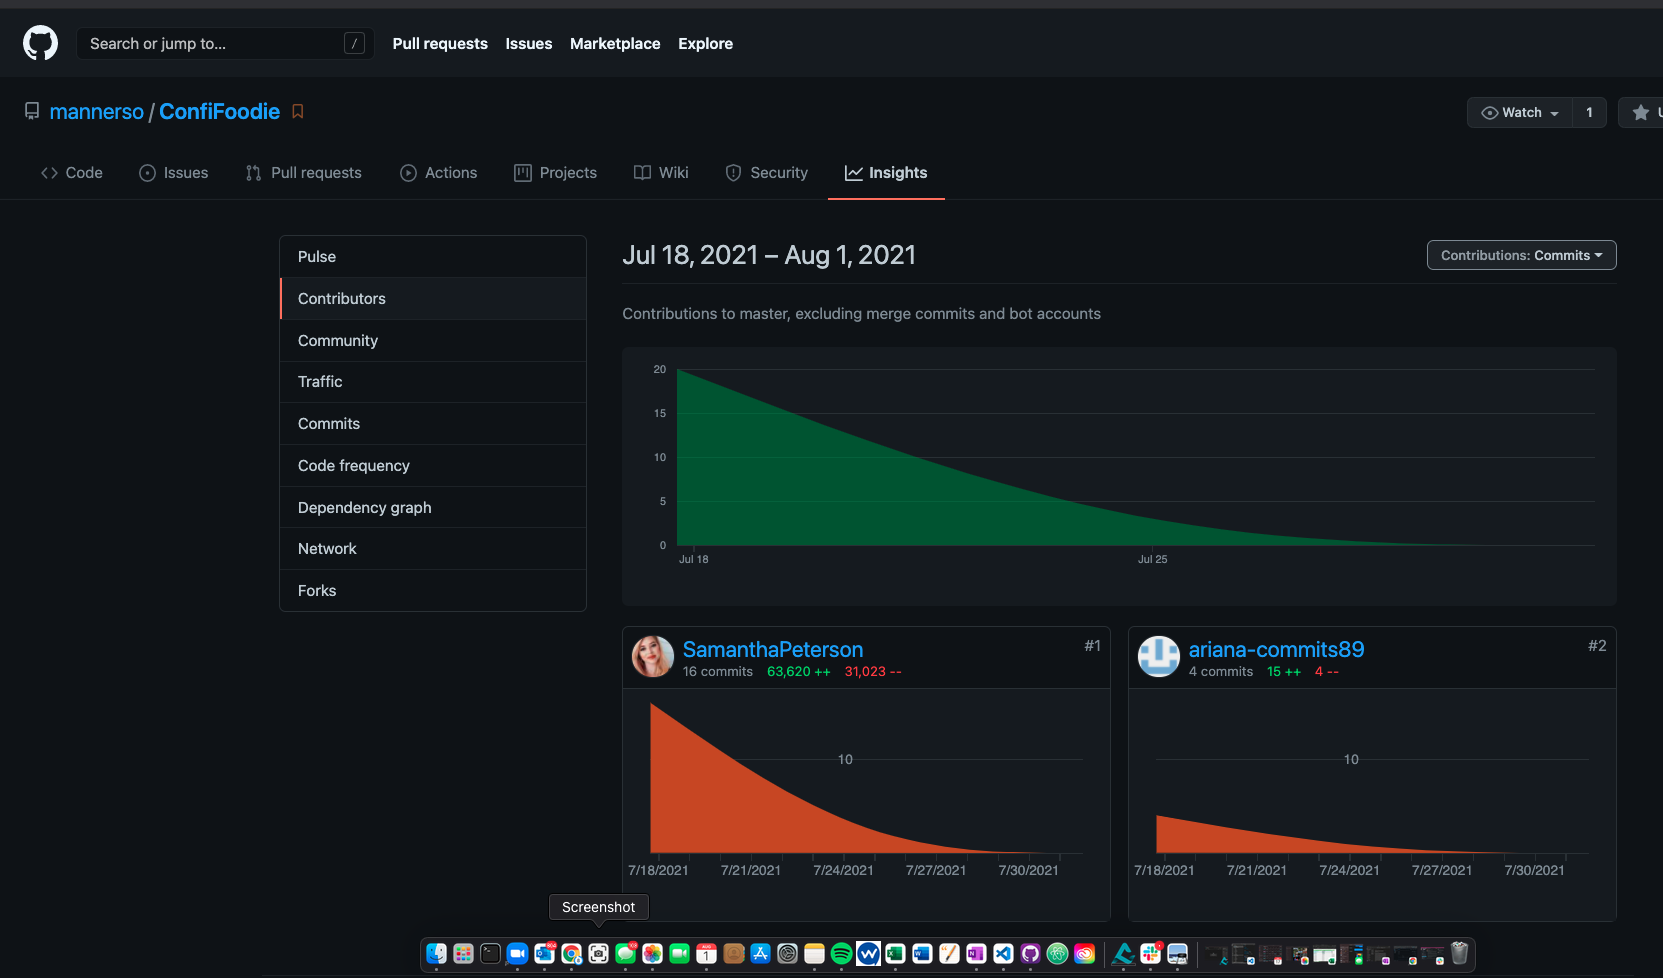 Search or jump to... /
Pull requests Issues Marketplace Explore
mannerso / ConfiFoodie
Watch 1
Code Issues Pull requests Actions Projects Wiki Security Insights
Pulse
Contributors
Community
Traffic
Commits
Code frequency
Dependency graph
Network
Forks
Jul 18, 2021 – Aug 1, 2021
Contributions: Commits
Contributions to master, excluding merge commits and bot accounts
20
15
10
5
0
Jul 18 Jul 25
SamanthaPeterson #1
16 commits 63,620 ++ 31,023 --
10
7/18/2021 7/21/2021 7/24/2021 7/27/2021 7/30/2021
ariana-commits89 #2
4 commits 15 ++ 4 --
10
7/18/2021 7/21/2021 7/24/2021 7/27/2021 7/30/2021
Screenshot